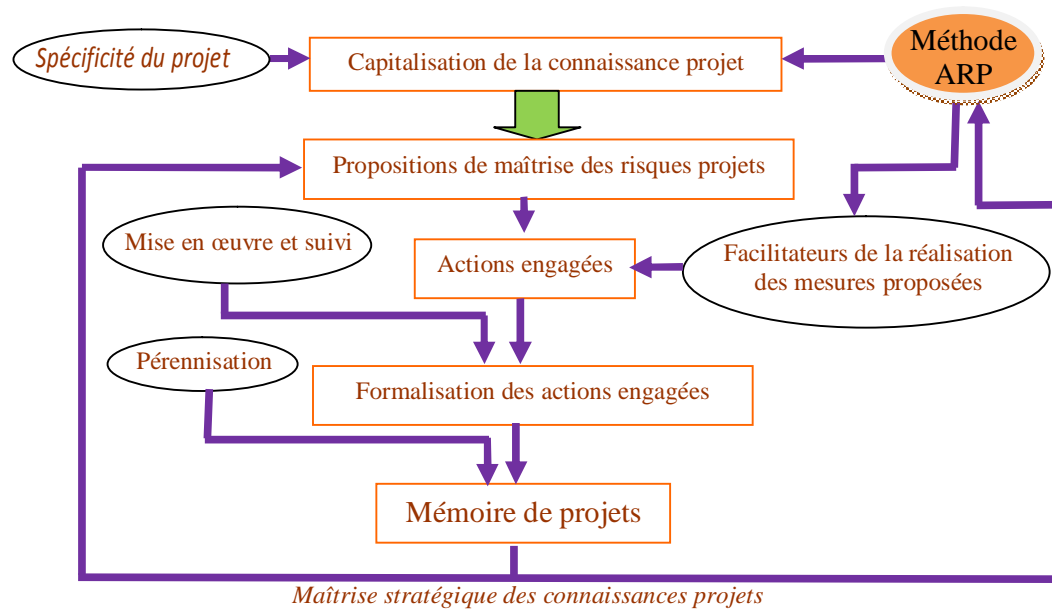 Spécificité du projet
Capitalisation de la connaissance projet
Méthode
ARP
Propositions de maîtrise des risques projets
Mise en œuvre et suivi
Actions engagées
Facilitateurs de la réalisation
des mesures proposées
Pérennisation
Formalisation des actions engagées
Mémoire de projets
Maîtrise stratégique des connaissances projets